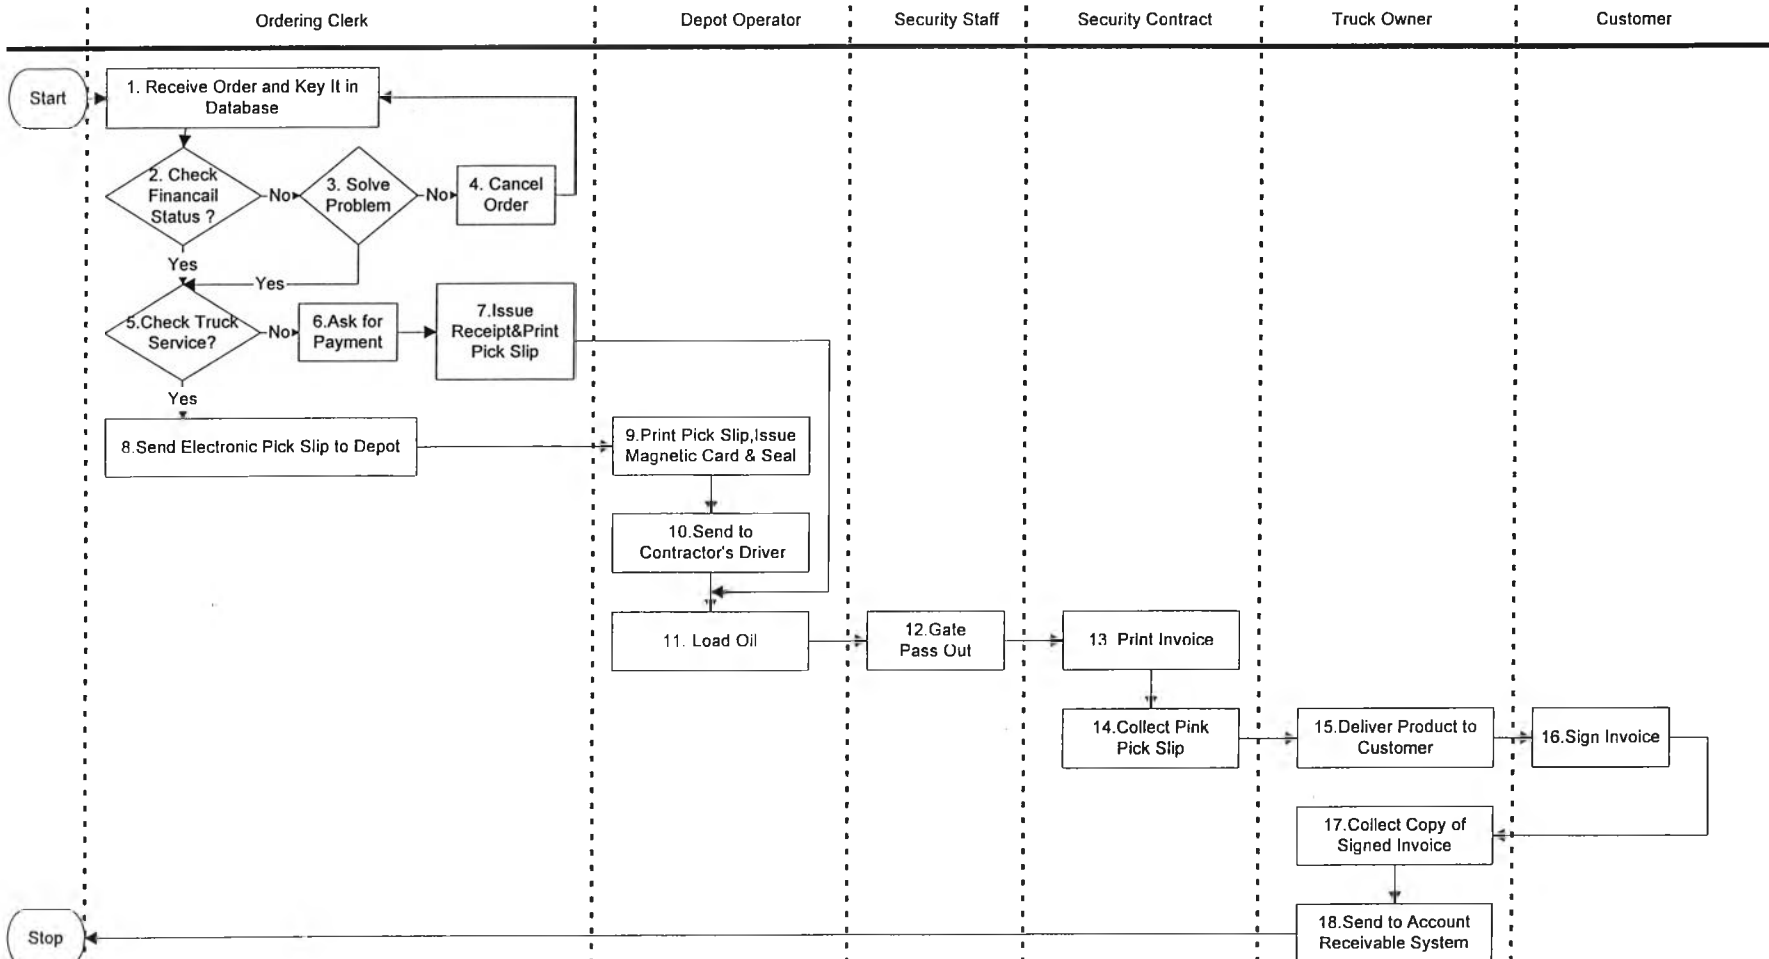 Ordering Clerk
Depot Operator
Security Staff
Security Contract
Truck Owner
Customer
Start
1. Receive Order and Key It in
Database
2. Check
Financail
Status ?
No
3. Solve
Problem
No
4. Cancel
Order
Yes
Yes
5.Check Truck
Service?
No
6.Ask for
Payment
7.Issue
Receipt&Print
Pick Slip
Yes
8.Send Electronic Pick Slip to Depot
9.Print Pick Slip,Issue
Magnetic Card & Seal
10.Send to
Contractor's Driver
11. Load Oil
12.Gate
Pass Out
13 Print Invoice
14.Collect Pink
Pick Slip
15.Deliver Product to
Customer
16.Sign Invoice
17.Collect Copy of
Signed Invoice
18.Send to Account
Receivable System
Stop